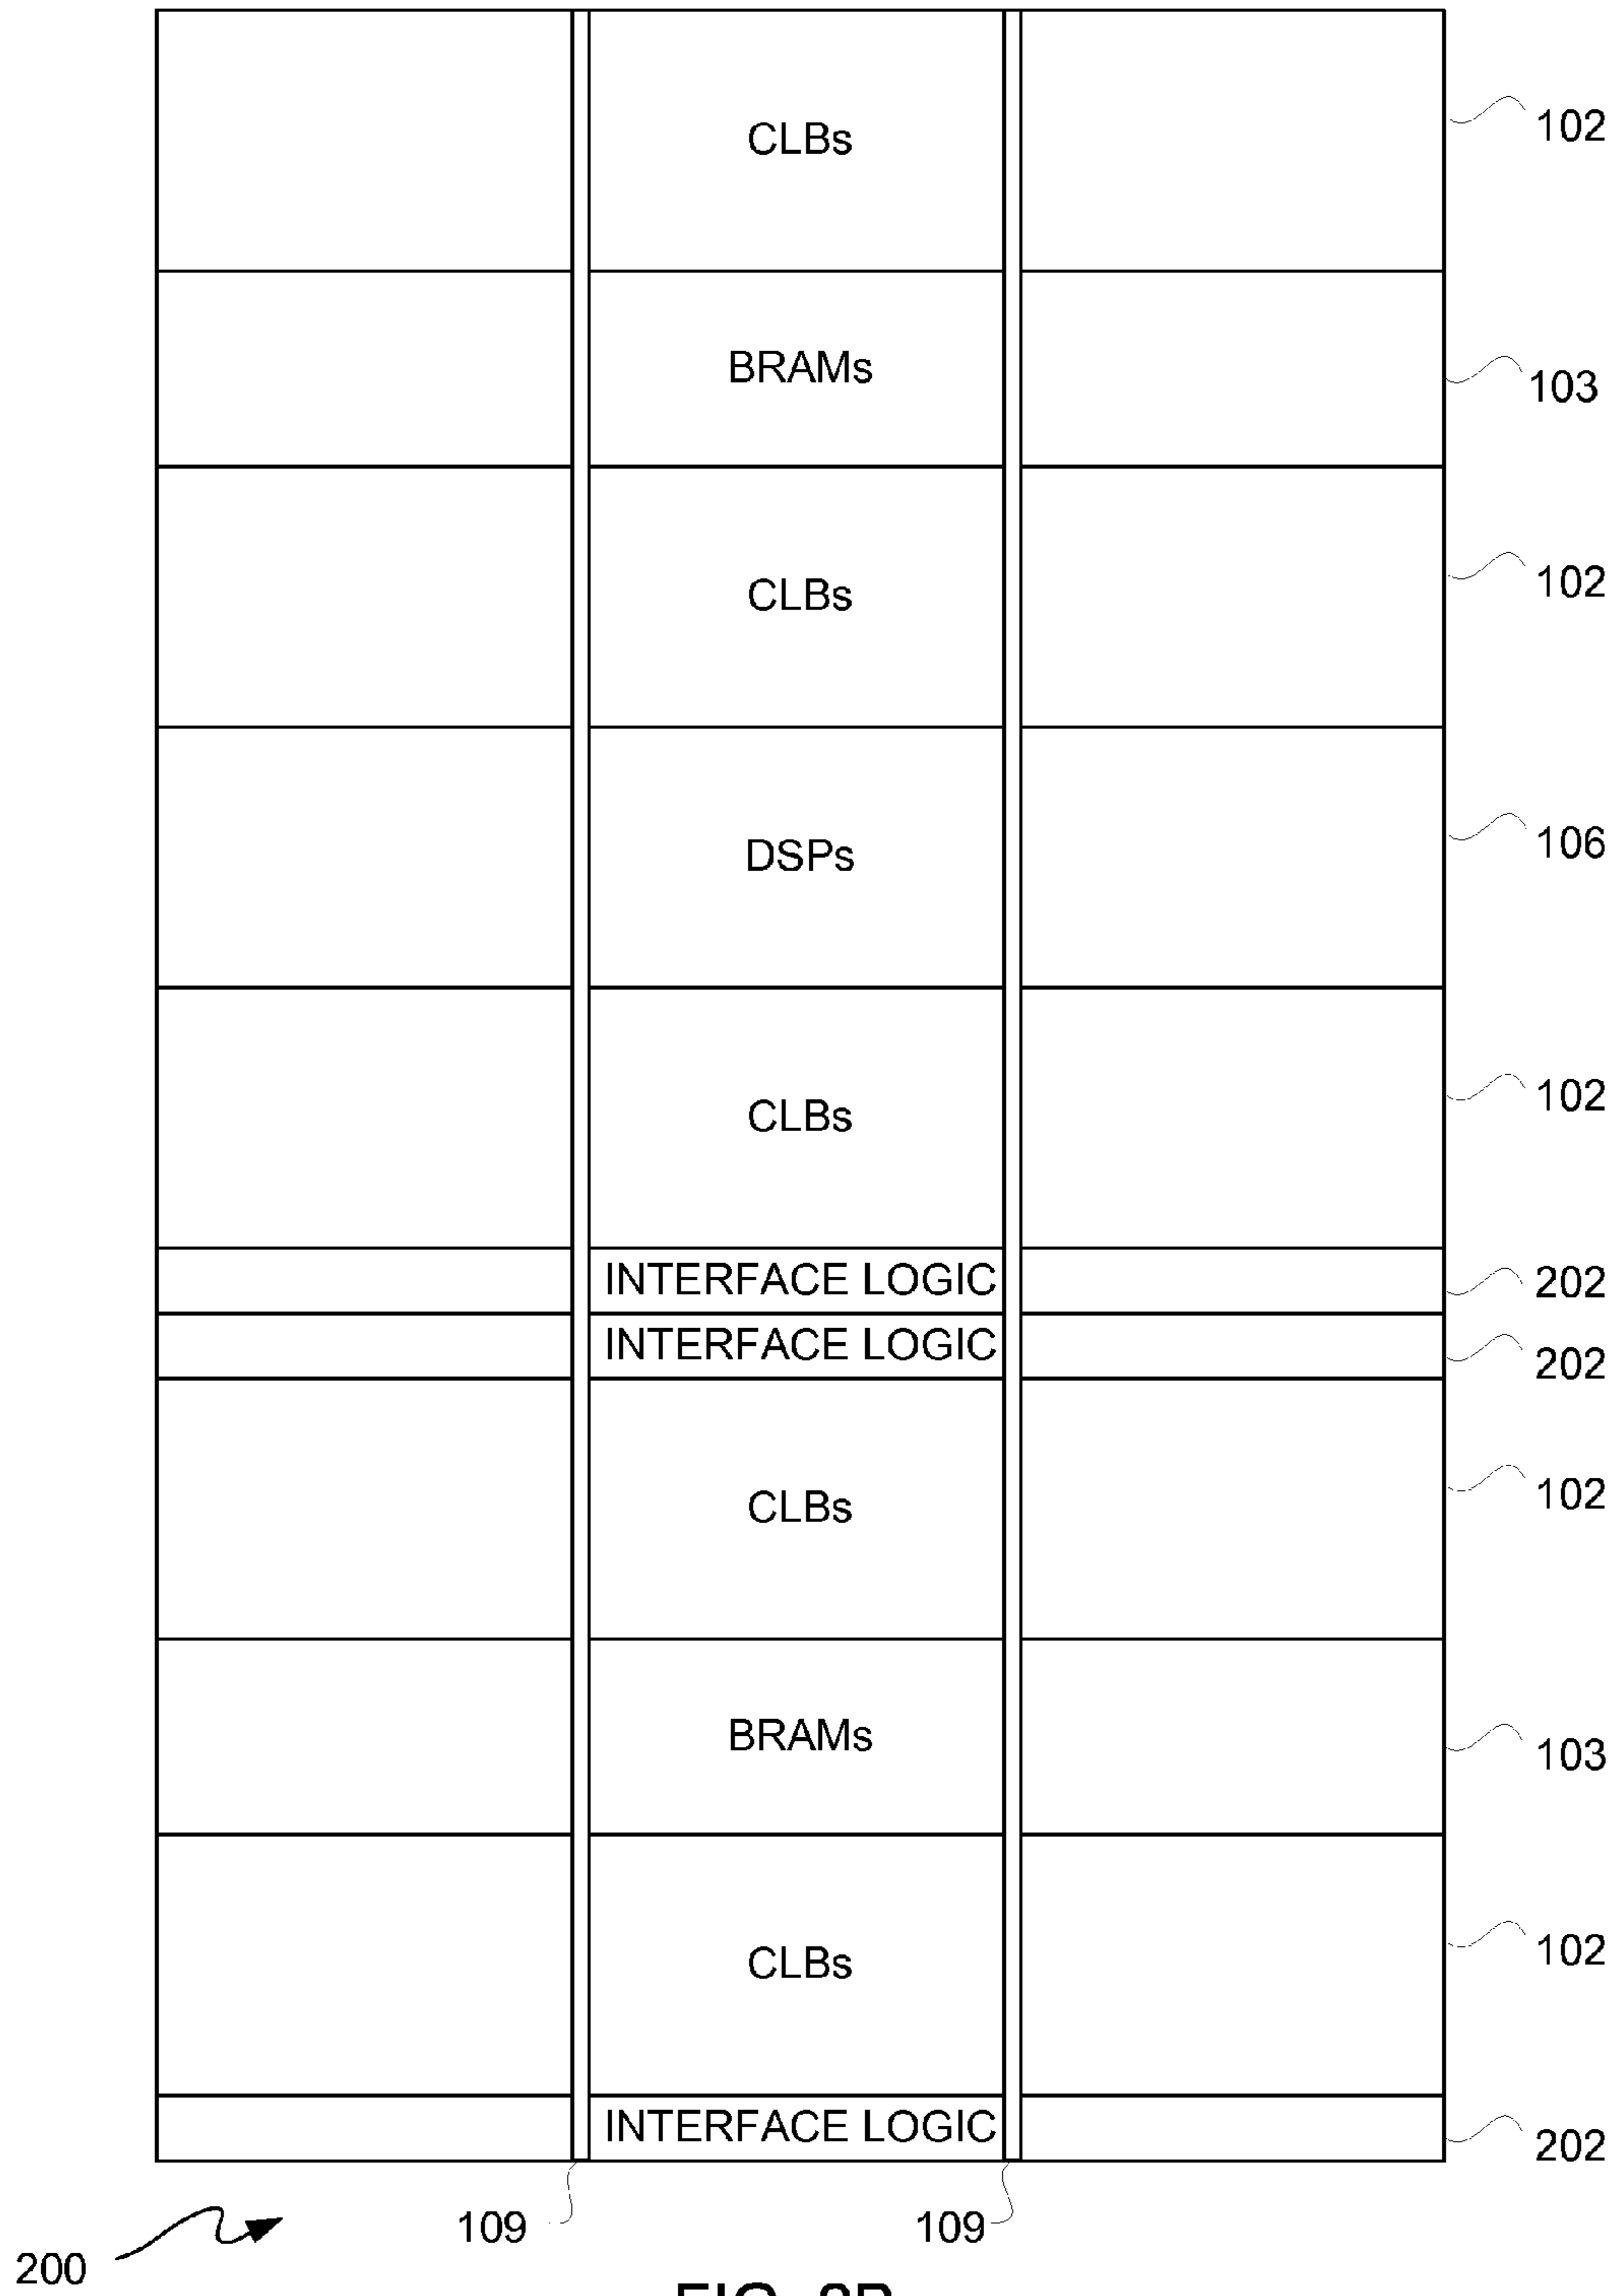 CLBs 102
BRAMs 103
CLBs 102
DSPs 106
CLBs 102
INTERFACE LOGIC 202
INTERFACE LOGIC 202
CLBs 102
BRAMs 103
CLBs 102
INTERFACE LOGIC 202
109 109
200